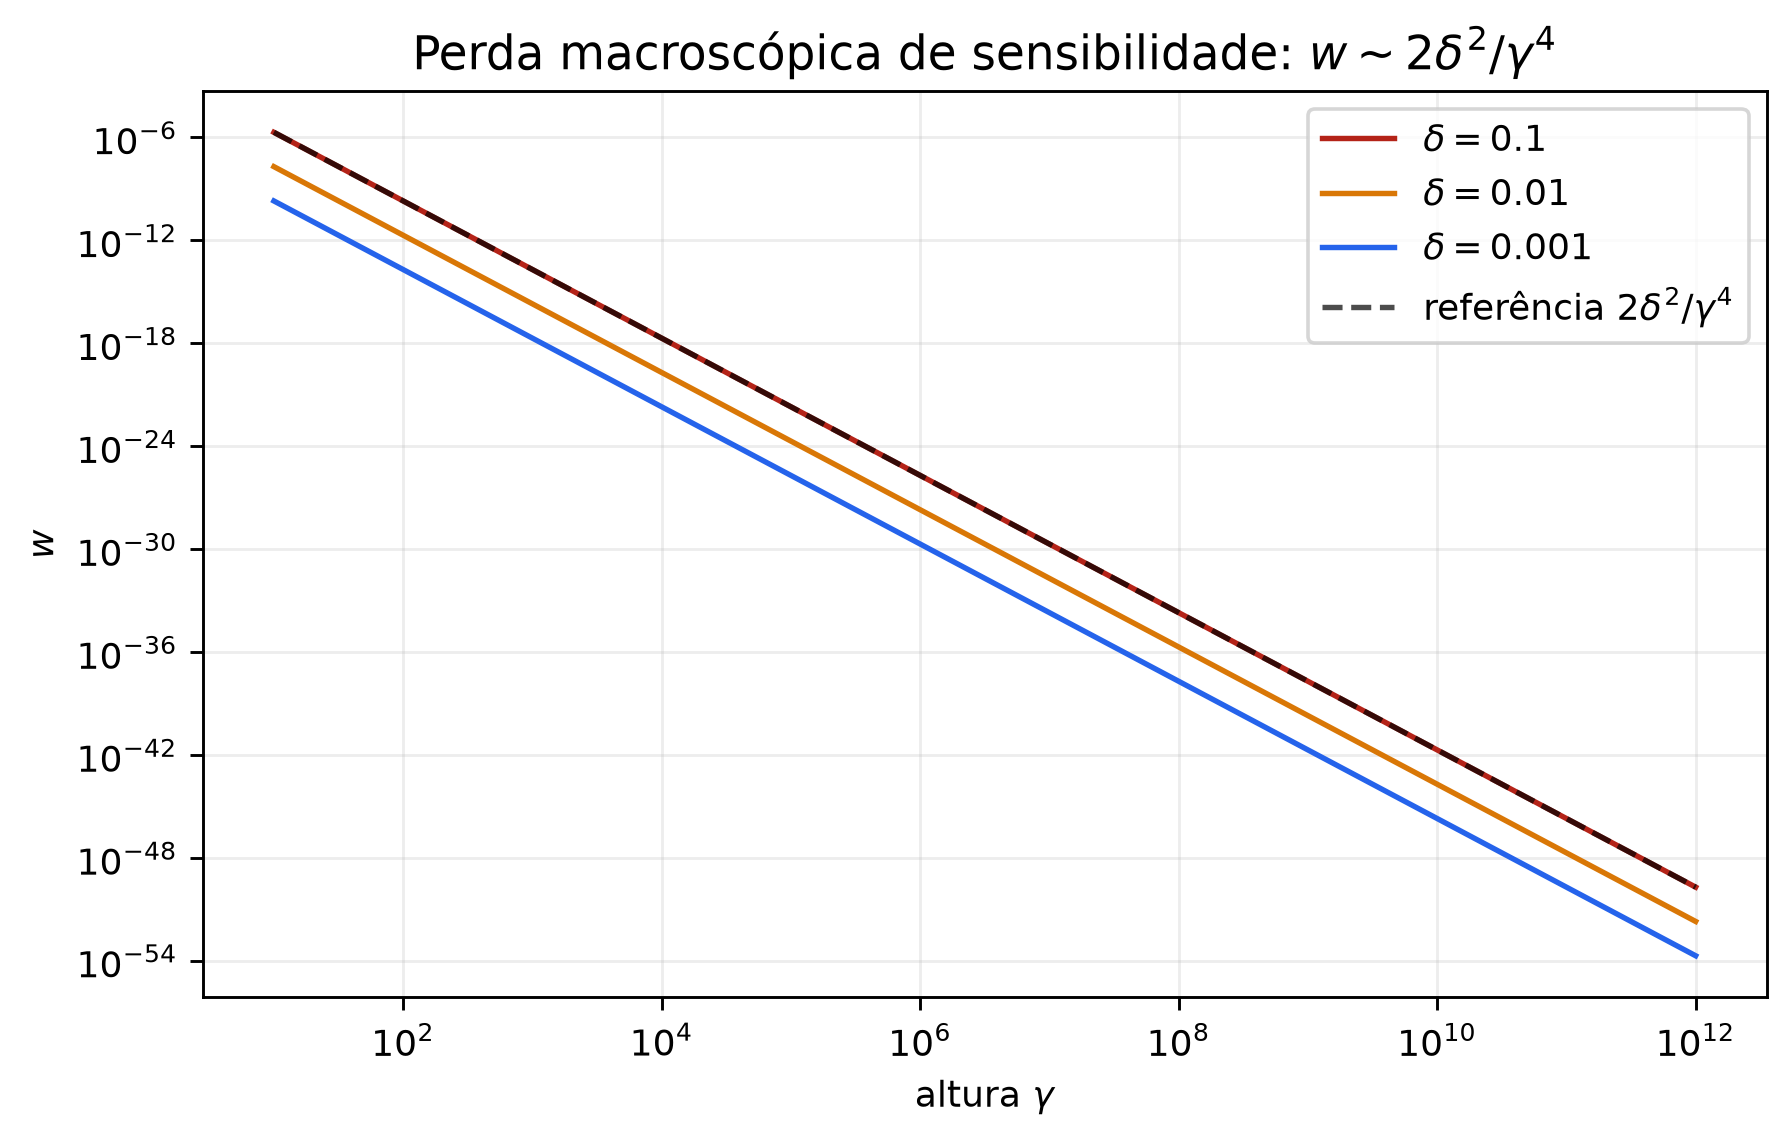 Perda macroscópica de sensibilidade: w ~ 2δ²/γ⁴
10⁻⁶
10⁻¹²
10⁻¹⁸
10⁻²⁴
10⁻³⁰
10⁻³⁶
10⁻⁴²
10⁻⁴⁸
10⁻⁵⁴
w
δ = 0.1
δ = 0.01
δ = 0.001
referência 2δ²/γ⁴
10² 10⁴ 10⁶ 10⁸ 10¹⁰ 10¹²
altura γ